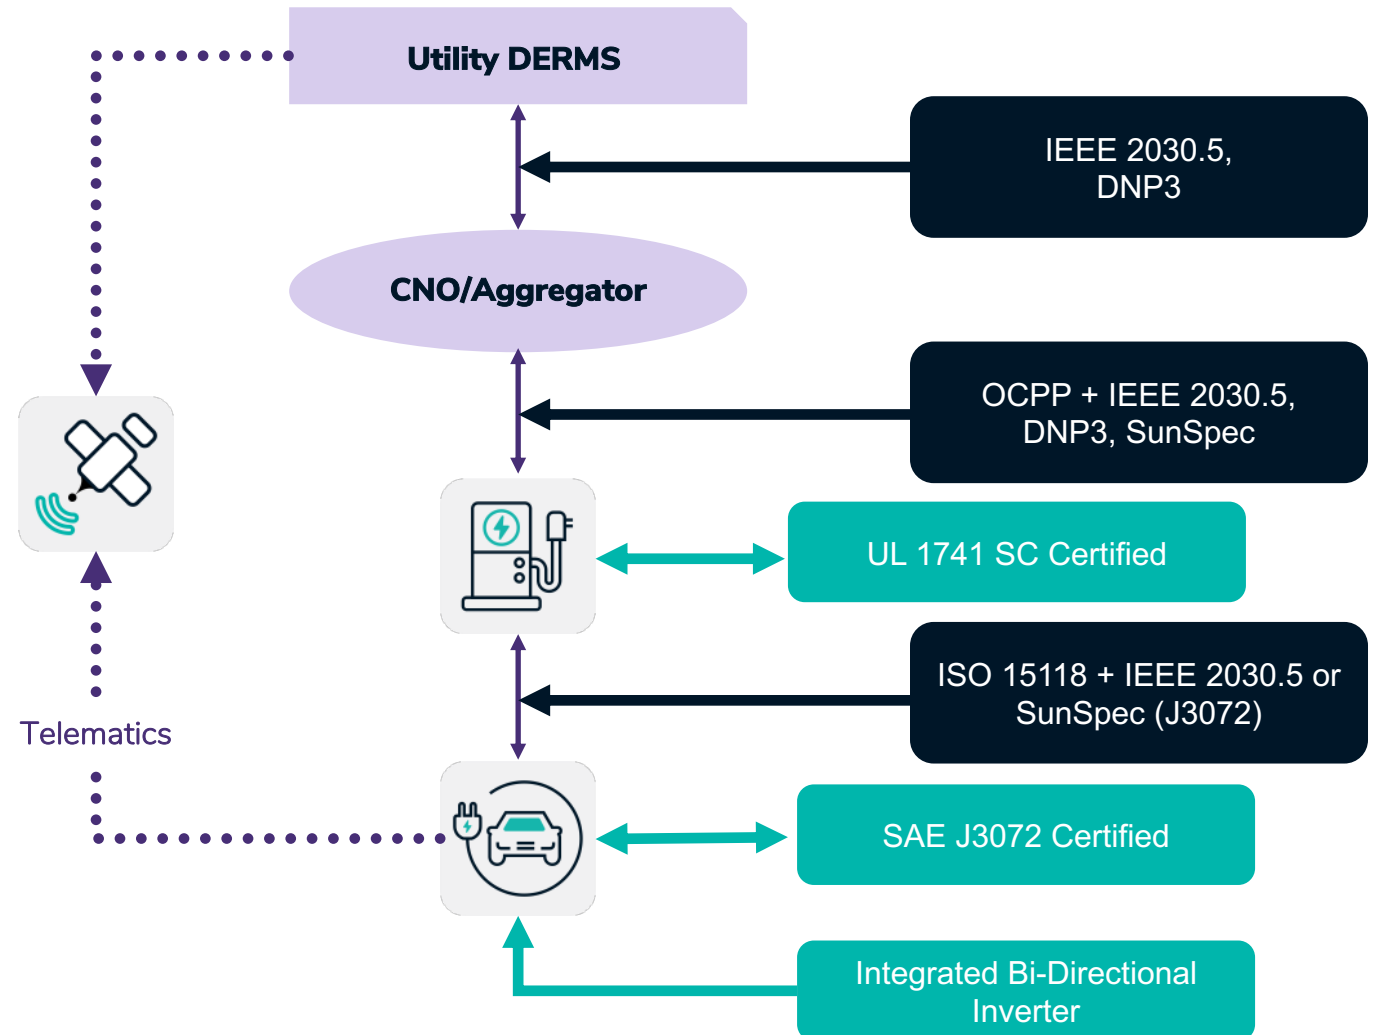 Utility DERMS
IEEE 2030.5,
DNP3
CNO/Aggregator
OCPP + IEEE 2030.5,
DNP3, SunSpec
UL 1741 SC Certified
ISO 15118 + IEEE 2030.5 or
SunSpec (J3072)
Telematics
SAE J3072 Certified
Integrated Bi-Directional
Inverter